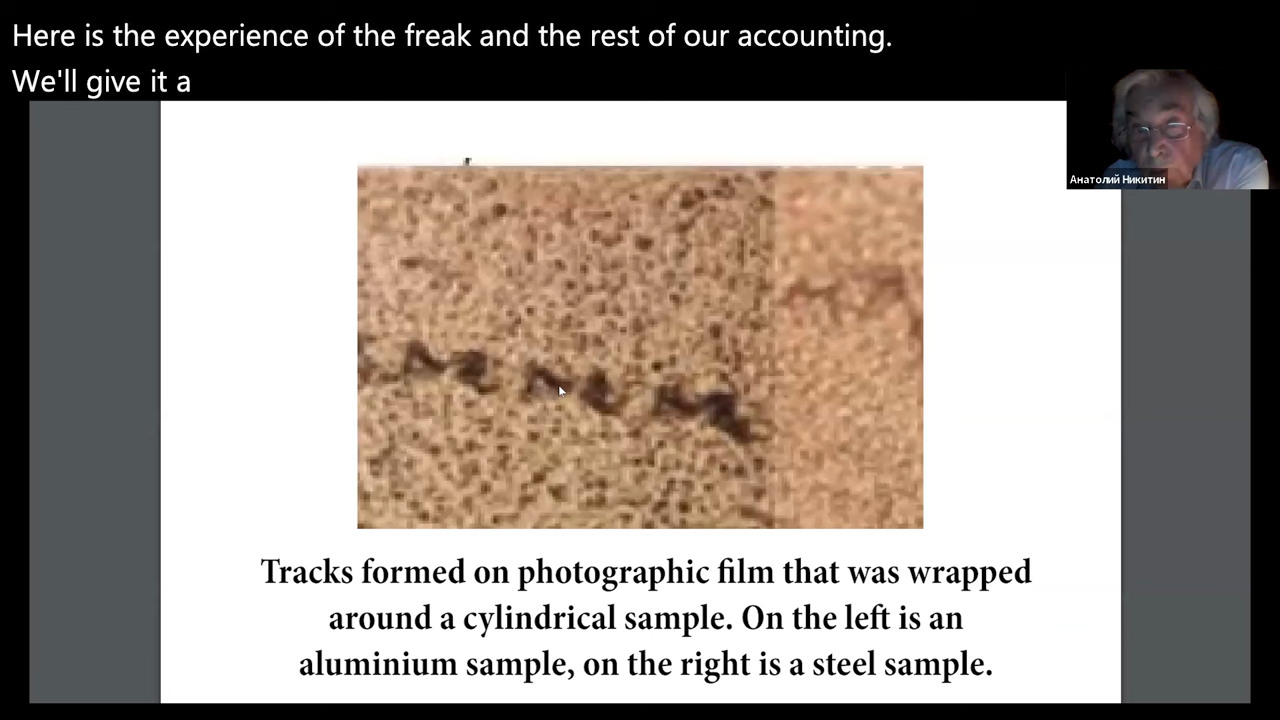 Here is the experience of the freak and the rest of our accounting.
We'll give it a
Анатолий Никитин
Tracks formed on photographic film that was wrapped
around a cylindrical sample. On the left is an
aluminium sample, on the right is a steel sample.